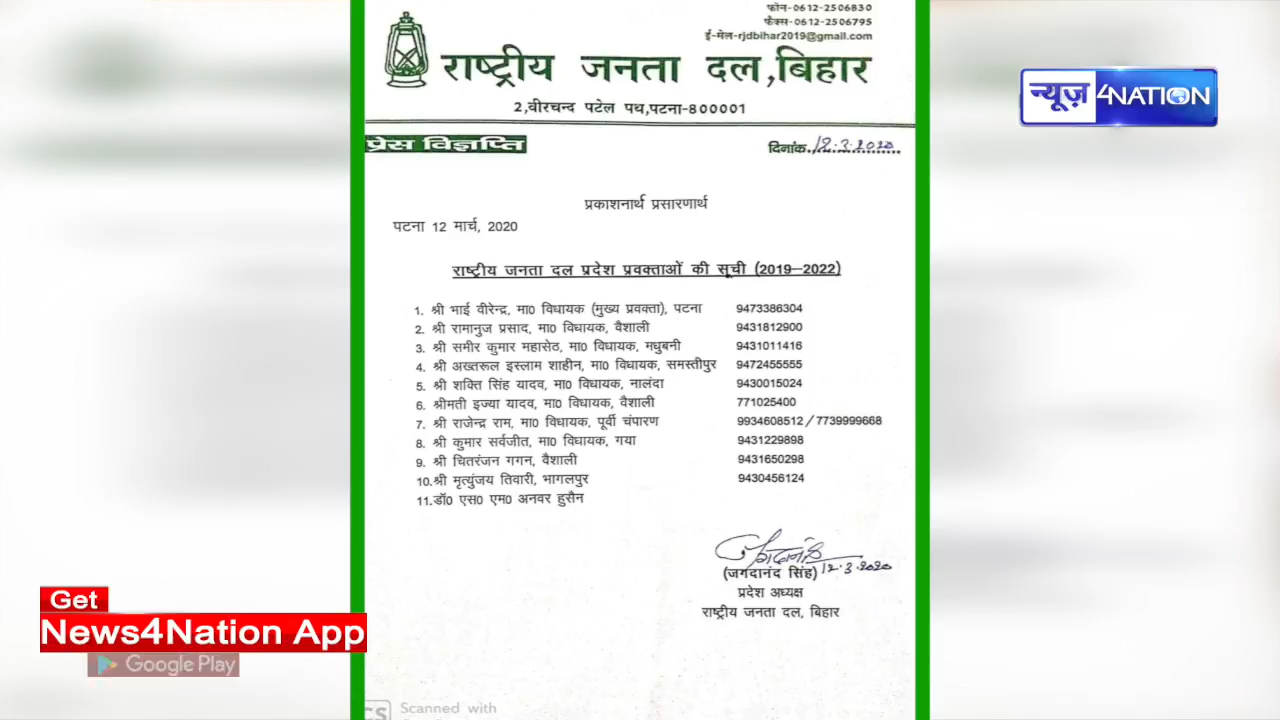 फोन-0612-2506830
फैक्स-0612-2506795
ई-मेल-rjdbihar2019@gmail.com
राष्ट्रीय जनता दल,बिहार
2,वीरचन्द पटेल पथ,पटना-800001
न्यूज़ 4NATION
प्रेस विज्ञप्ति
दिनांक..12.3.2020
प्रकाशनार्थ प्रसारणार्थ
पटना 12 मार्च, 2020
राष्ट्रीय जनता दल प्रदेश प्रवक्ताओं की सूची (2019–2022)
1. श्री भाई वीरेन्द्र, मा0 विधायक (मुख्य प्रवक्ता), पटना 9473386304
2. श्री रामानुज प्रसाद, मा0 विधायक, वैशाली 9431812900
3. श्री समीर कुमार महासेठ, मा0 विधायक, मधुबनी 9431011416
4. श्री अख्तरूल इस्लाम शाहीन, मा0 विधायक, समस्तीपुर 9472455555
5. श्री शक्ति सिंह यादव, मा0 विधायक, नालंदा 9430015024
6. श्रीमती इज्या यादव, मा0 विधायक, वैशाली 771025400
7. श्री राजेन्द्र राम, मा0 विधायक, पूर्वी चंपारण 9934608512/7739999668
8. श्री कुमार सर्वजीत, मा0 विधायक, गया 9431229898
9. श्री चितरंजन गगन, वैशाली 9431650298
10.श्री मृत्युंजय तिवारी, भागलपुर 9430456124
11.डॉ0 एस0 एम0 अनवर हुसैन
जगदानंद
(जगदानंद सिंह) 12.3.2020
प्रदेश अध्यक्ष
राष्ट्रीय जनता दल, बिहार
Get
News4Nation App
Google Play
CS Scanned with